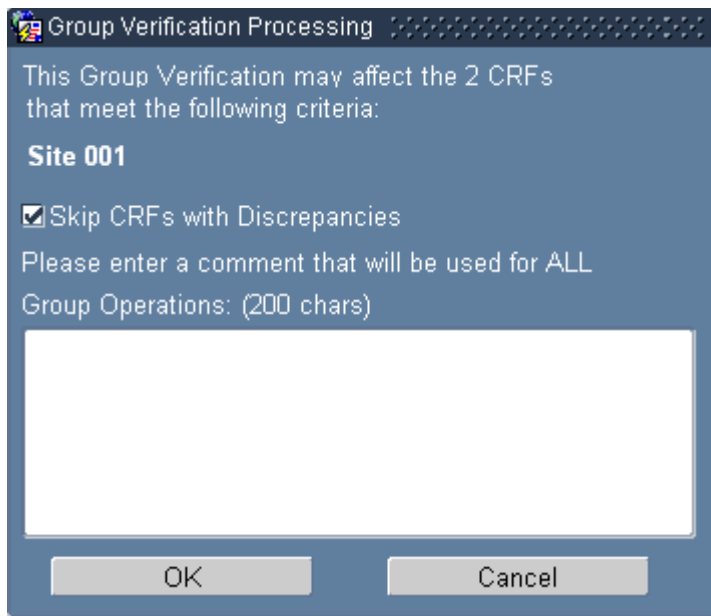 Group Verification Processing
This Group Verification may affect the 2 CRFs
that meet the following criteria:
Site 001
Skip CRFs with Discrepancies
Please enter a comment that will be used for ALL
Group Operations: (200 chars)
OK Cancel